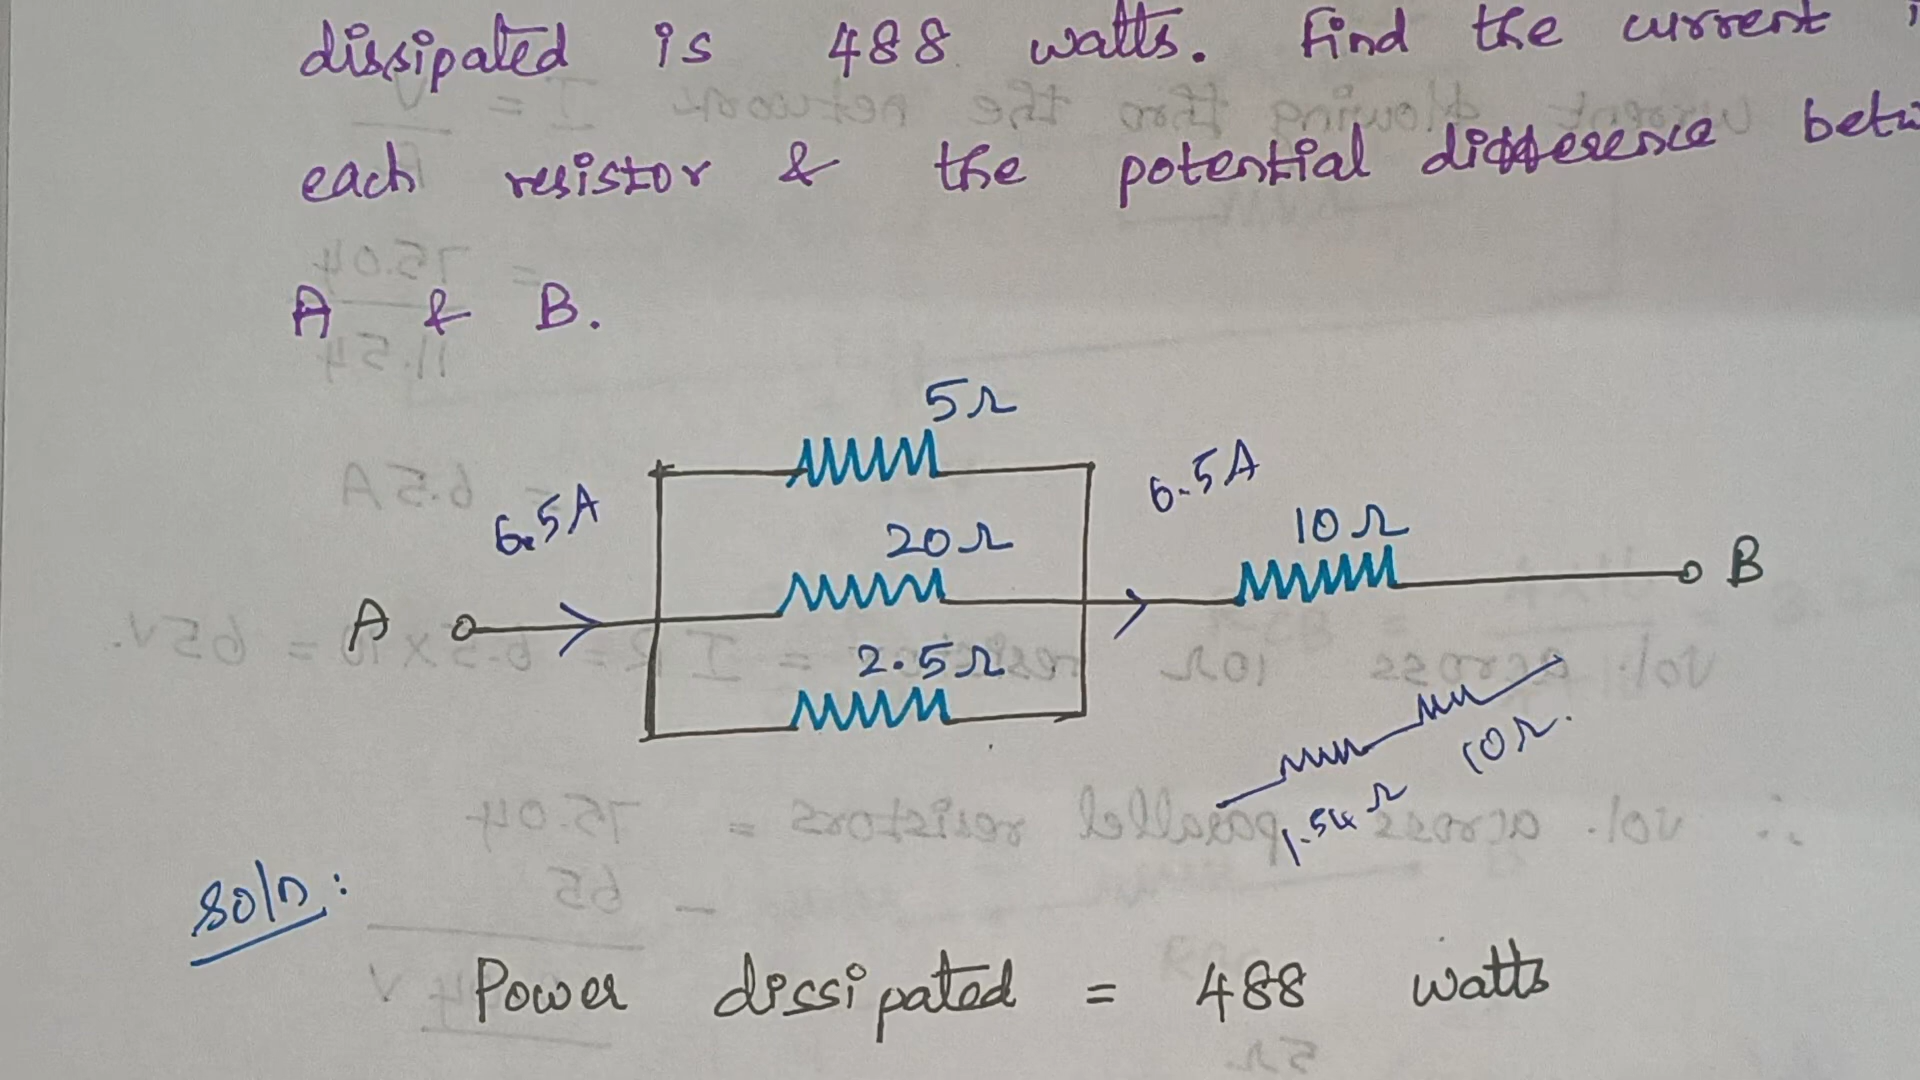 dissipated is 488 watts. Find the current
each resistor & the potential difference
A & B.
5Ω
6.5A
6.5A
20Ω
10Ω
A
B
2.5Ω
10Ω.
1.54Ω
Soln:
Power dissipated = 488 watts